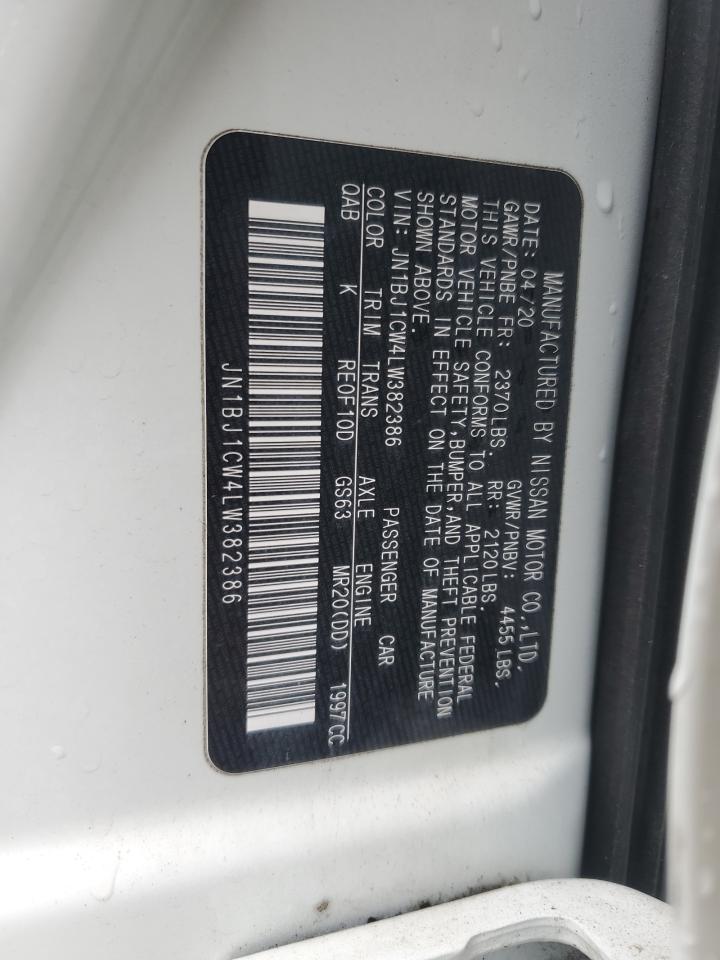 MANUFACTURED BY NISSAN MOTOR CO.,LTD.
DATE: 04/20 GVWR/PNBV: 4455LBS.
GAWR/PNBE FR: 2370LBS. RR: 2120LBS.
THIS VEHICLE CONFORMS TO ALL APPLICABLE FEDERAL
MOTOR VEHICLE SAFETY,BUMPER,AND THEFT PREVENTION
STANDARDS IN EFFECT ON THE DATE OF MANUFACTURE
SHOWN ABOVE.
VIN: JN1BJ1CW4LW382386 PASSENGER CAR
COLOR TRIM TRANS AXLE ENGINE
QAB K RE0F10D GS63 MR20(DD) 1997CC
JN1BJ1CW4LW382386